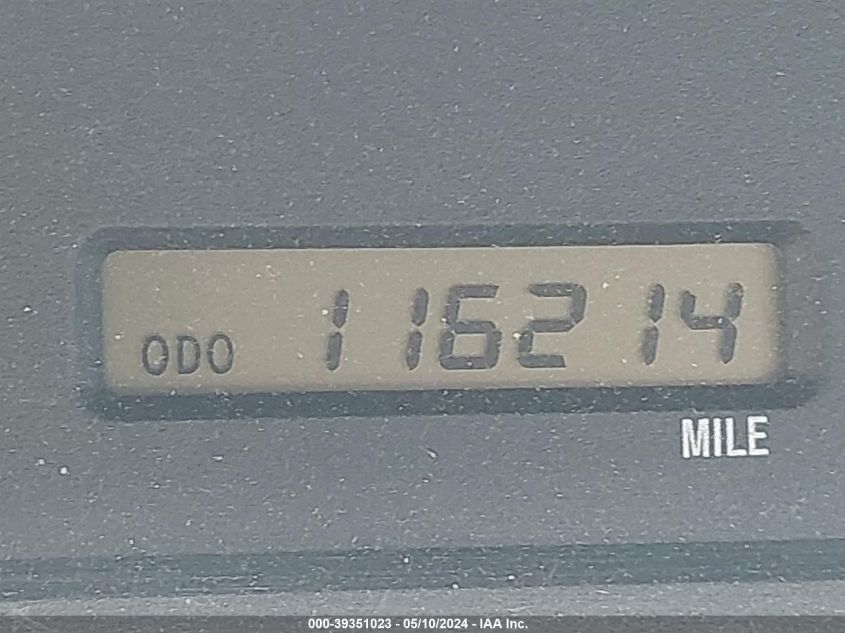 ODO 116214
MILE
000-39351023 - 05/10/2024 - IAA Inc.